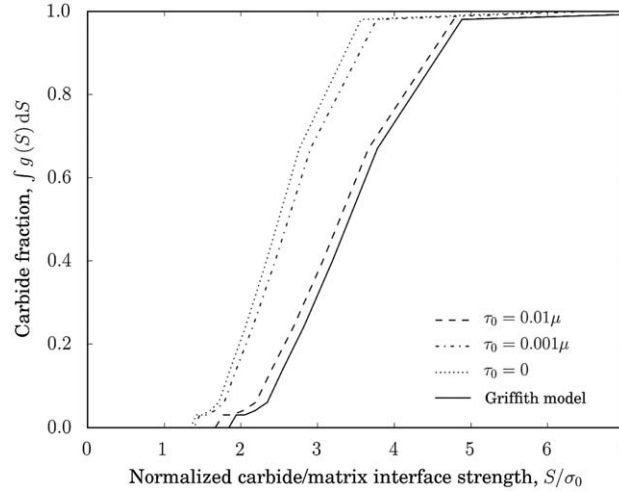 1.0
0.8
0.6
0.4
0.2
0.0
Carbide fraction, ∫ g(S) dS
τ₀ = 0.01μ
τ₀ = 0.001μ
τ₀ = 0
Griffith model
0 1 2 3 4 5 6
Normalized carbide/matrix interface strength, S/σ₀